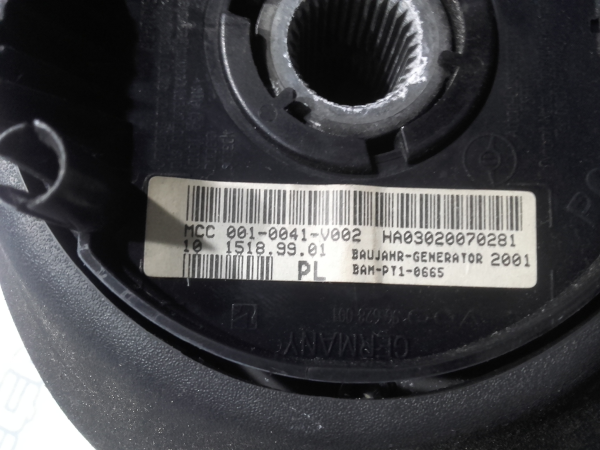 MCC 001-0041-V002 HA03020070281
10 1518.99.01 BAUJAHR-GENERATOR 2001
PL BAM-PT1-0665
GERMANY